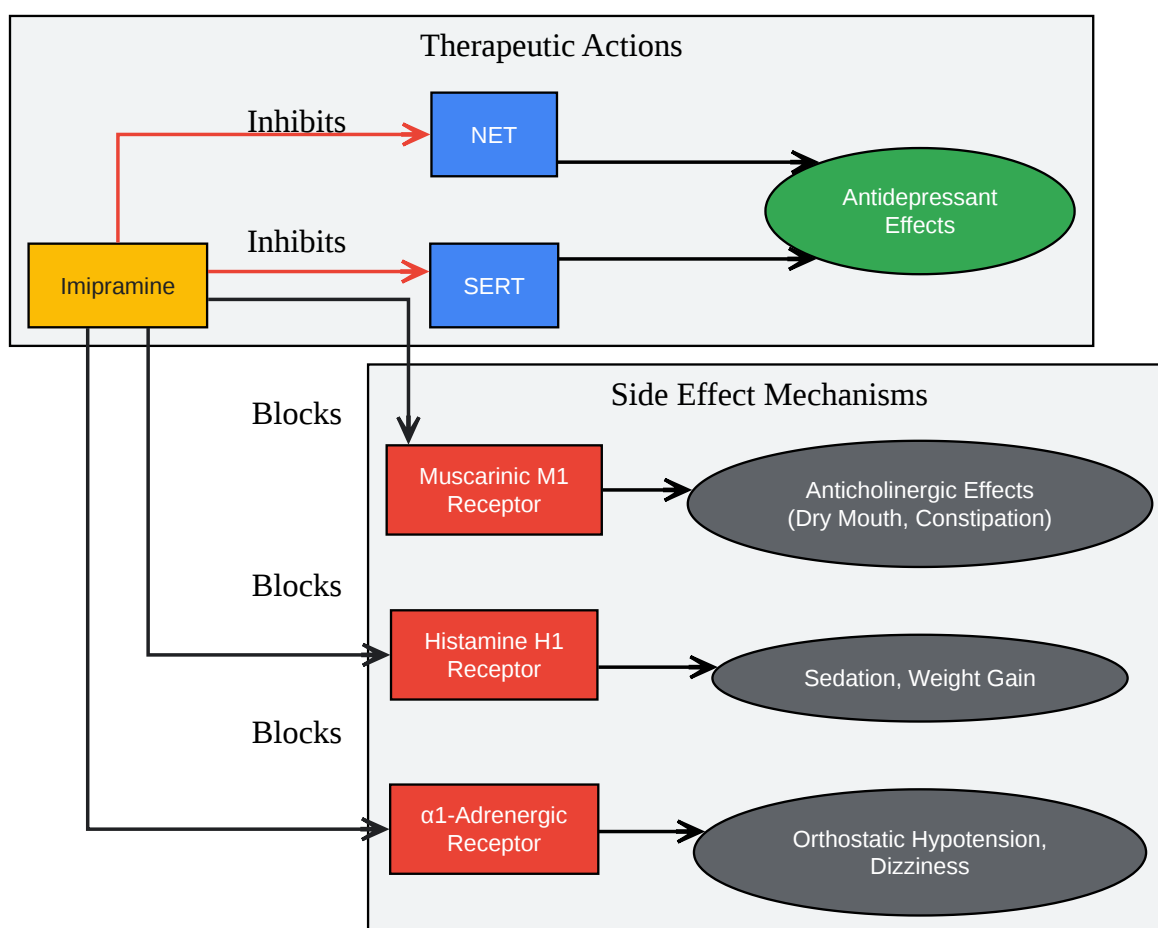 Therapeutic Actions
Inhibits
NET
Antidepressant
Effects
Inhibits
Imipramine
SERT
Side Effect Mechanisms
Blocks
Muscarinic M1
Receptor
Anticholinergic Effects
(Dry Mouth, Constipation)
Blocks
Histamine H1
Receptor
Sedation, Weight Gain
Blocks
α1-Adrenergic
Receptor
Orthostatic Hypotension,
Dizziness